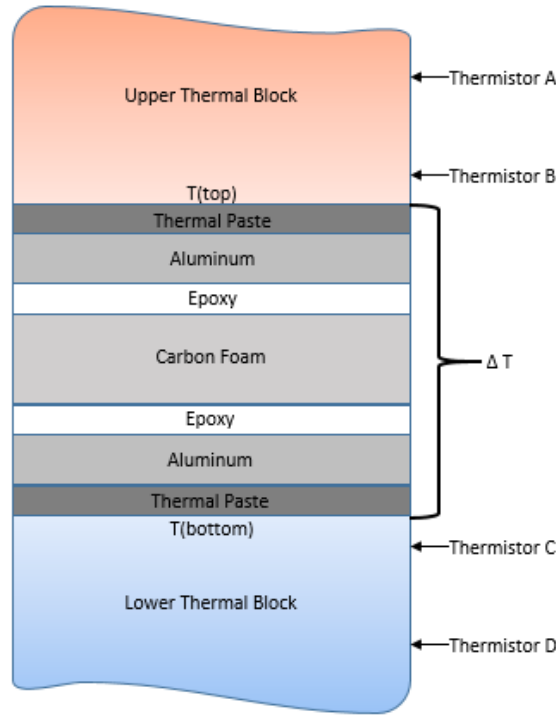 Thermistor A
Upper Thermal Block
Thermistor B
T(top)
Thermal Paste
Aluminum
Epoxy
Carbon Foam
Δ T
Epoxy
Aluminum
Thermal Paste
T(bottom)
Thermistor C
Lower Thermal Block
Thermistor D